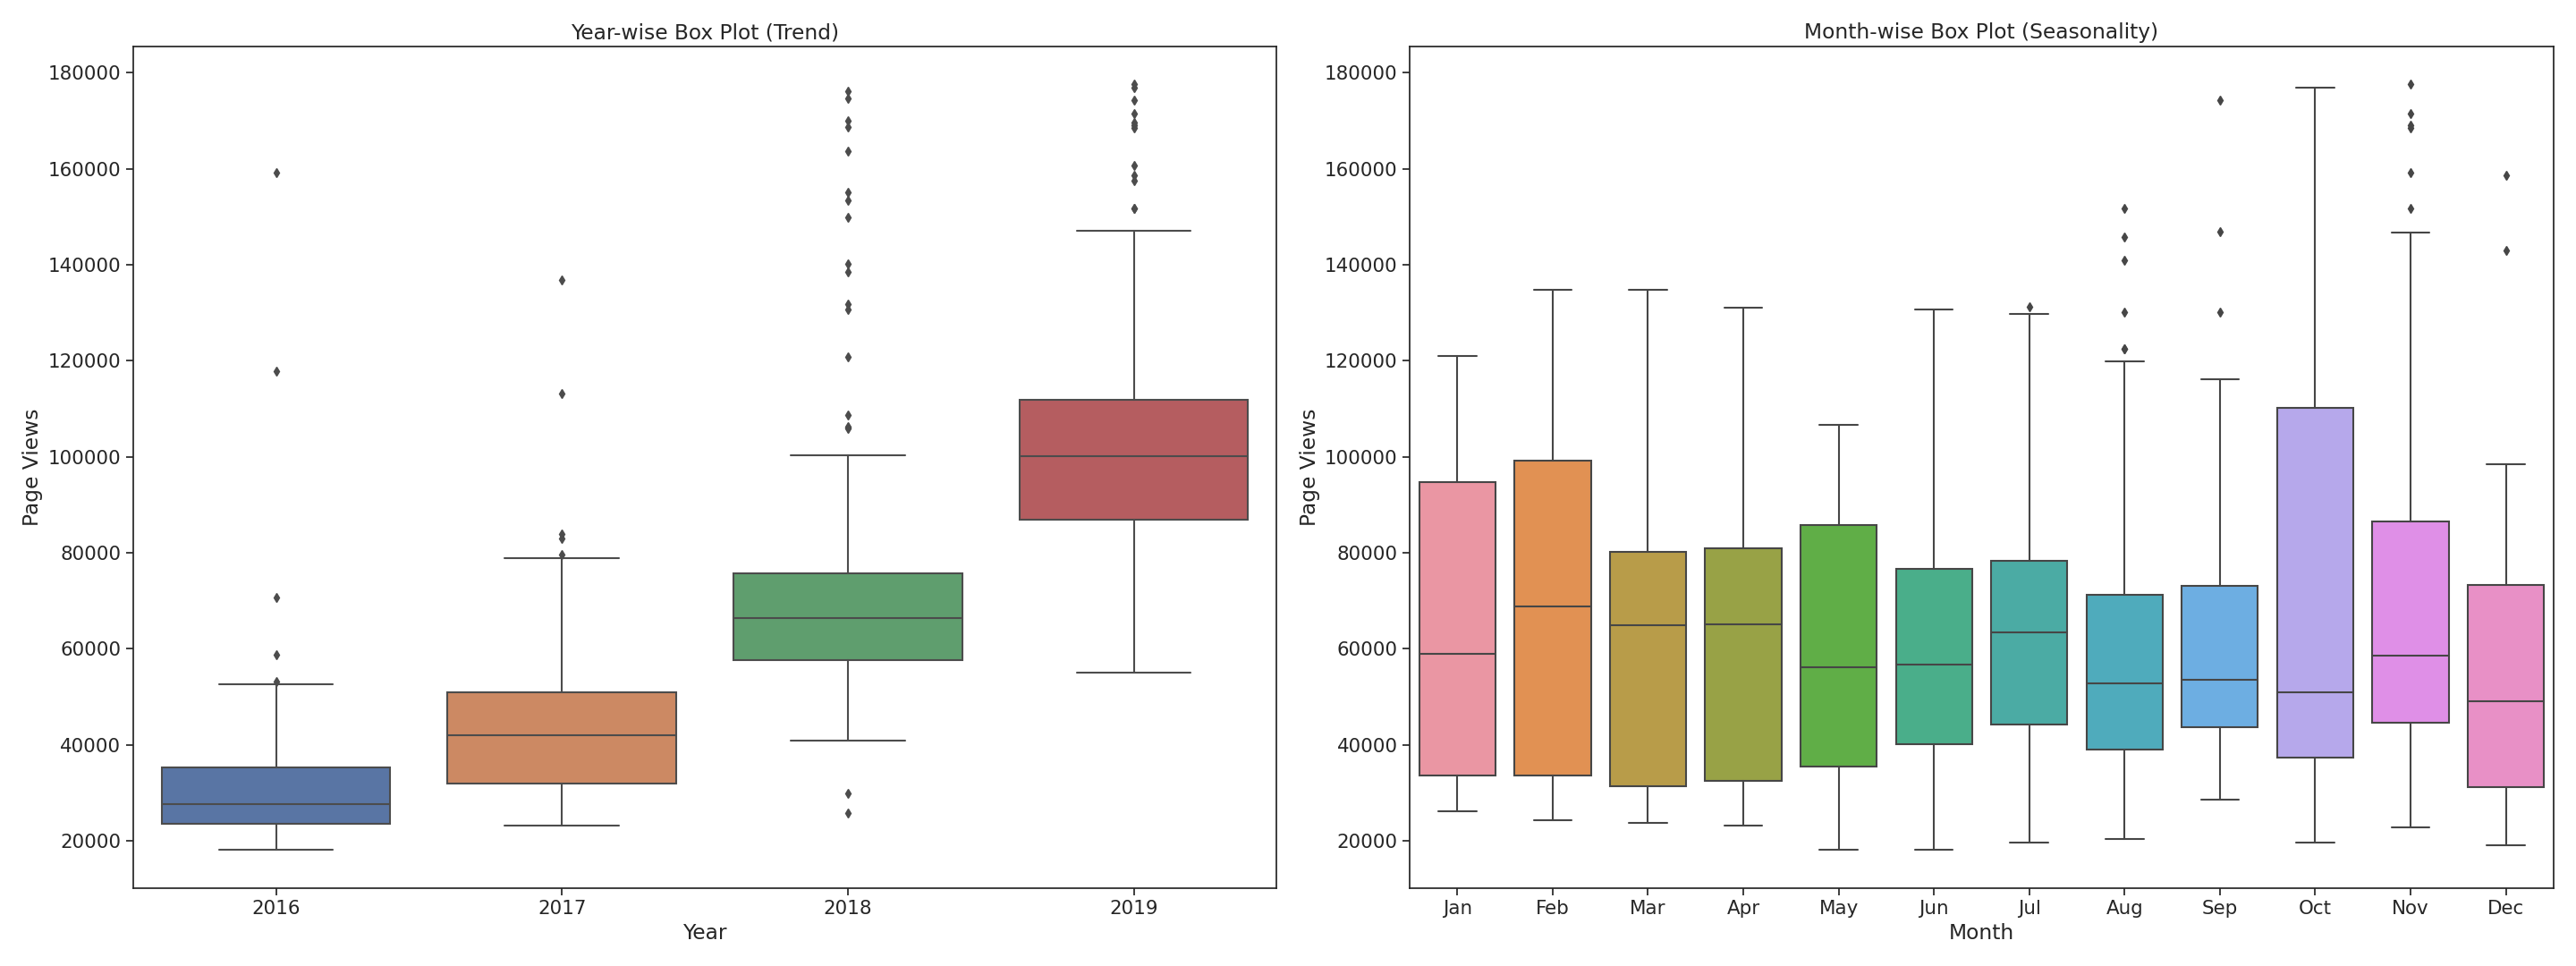 Year-wise Box Plot (Trend)
Page Views
180000
160000
140000
120000
100000
80000
60000
40000
20000
2016 2017 2018 2019
Year
Month-wise Box Plot (Seasonality)
Page Views
180000
160000
140000
120000
100000
80000
60000
40000
20000
Jan Feb Mar Apr May Jun Jul Aug Sep Oct Nov Dec
Month